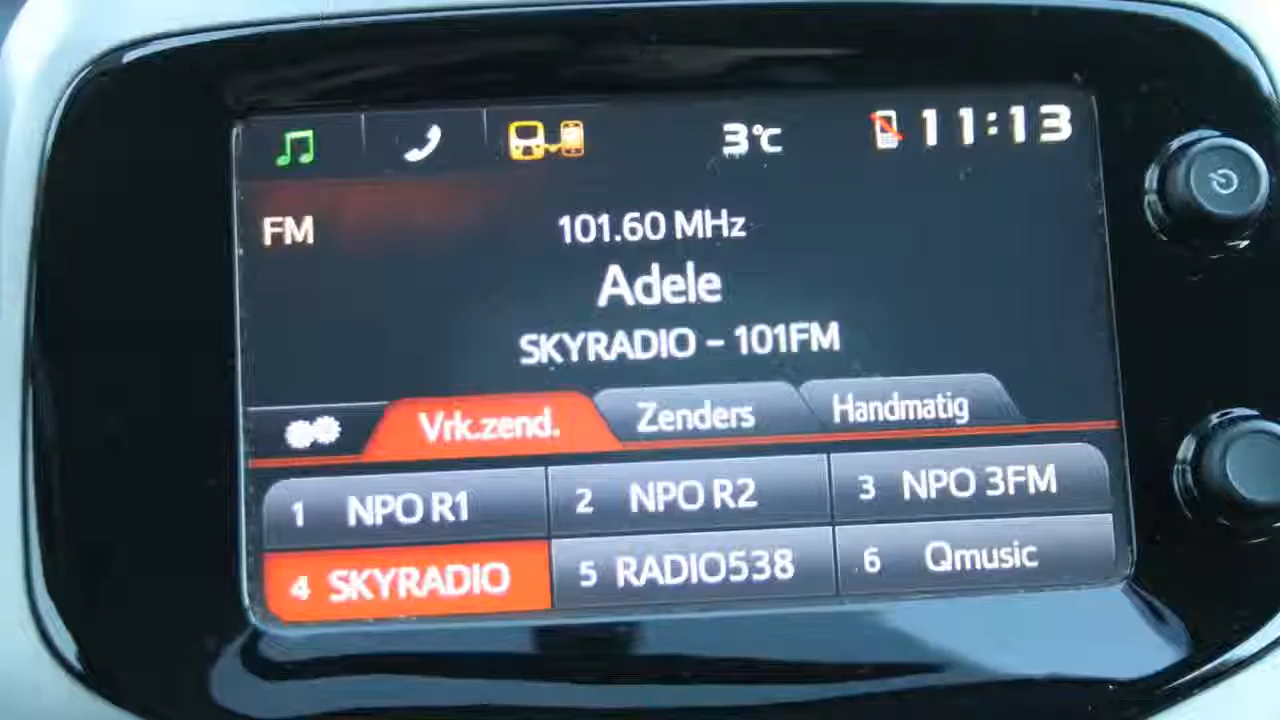 3°C 11:13
FM 101.60 MHz
Adele
SKYRADIO - 101FM
Vrk.zend. Zenders Handmatig
1 NPO R1 2 NPO R2 3 NPO 3FM
4 SKYRADIO 5 RADIO538 6 Qmusic